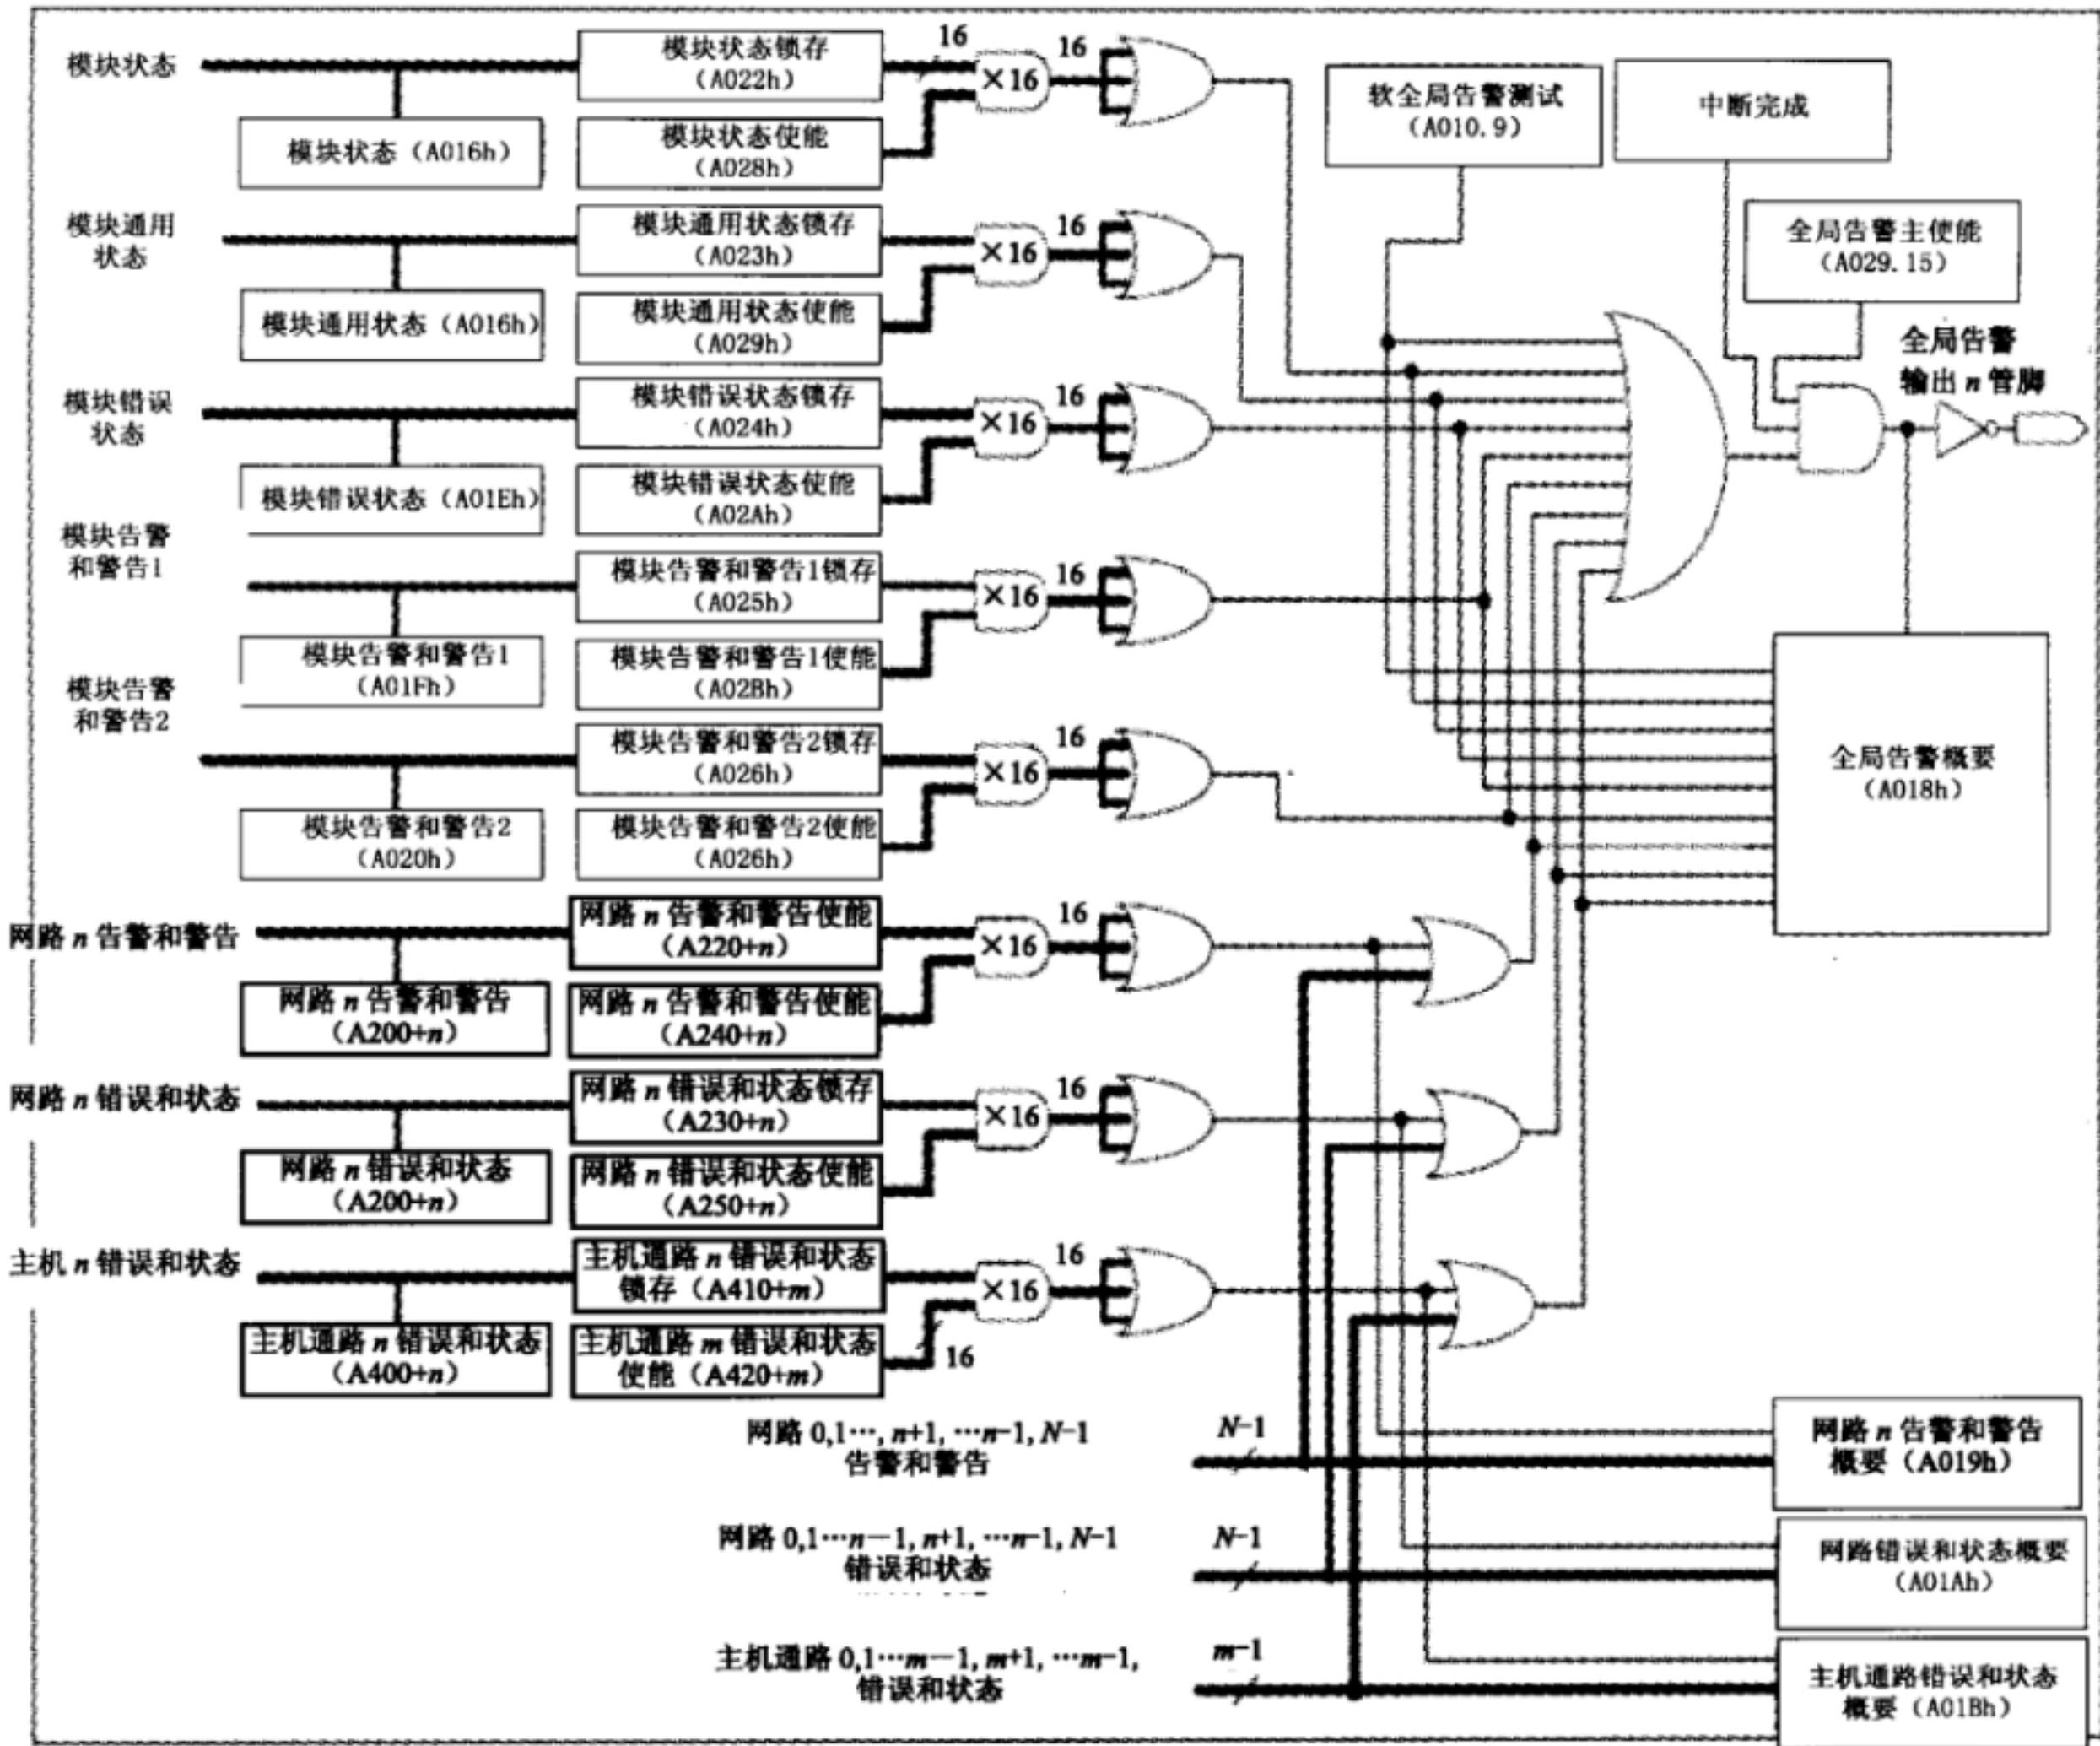 模块状态
模块状态锁存
（A022h）
16
×16
16
模块状态（A016h）
模块状态使能
（A028h）
软全局告警测试
（A010.9）
中断完成
模块通用
状态
模块通用状态锁存
（A023h）
×16
16
模块通用状态（A016h）
模块通用状态使能
（A029h）
全局告警主使能
（A029.15）
全局告警
输出 n 管脚
模块错误
状态
模块错误状态锁存
（A024h）
×16
16
模块错误状态（A01Eh）
模块错误状态使能
（A02Ah）
模块告警
和警告1
模块告警和警告1锁存
（A025h）
×16
16
模块告警和警告1
（A01Fh）
模块告警和警告1使能
（A02Bh）
模块告警
和警告2
模块告警和警告2锁存
（A026h）
×16
16
模块告警和警告2
（A020h）
模块告警和警告2使能
（A026h）
全局告警概要
（A018h）
网路 n 告警和警告
网路 n 告警和警告使能
（A220+n）
×16
16
网路 n 告警和警告
（A200+n）
网路 n 告警和警告使能
（A240+n）
网路 n 错误和状态
网路 n 错误和状态锁存
（A230+n）
×16
16
网路 n 错误和状态
（A200+n）
网路 n 错误和状态使能
（A250+n）
主机 n 错误和状态
主机通路 n 错误和状态
锁存（A410+m）
×16
16
主机通路 n 错误和状态
（A400+n）
主机通路 m 错误和状态
使能（A420+m）
16
网路 0,1…, n+1, …n-1, N-1
告警和警告
N-1
网路 n 告警和警告
概要（A019h）
网路 0,1…n－1, n+1, …n-1, N-1
错误和状态
N-1
网路错误和状态概要
（A01Ah）
主机通路 0,1…m－1, m+1, …m-1,
错误和状态
m-1
主机通路错误和状态
概要（A01Bh）